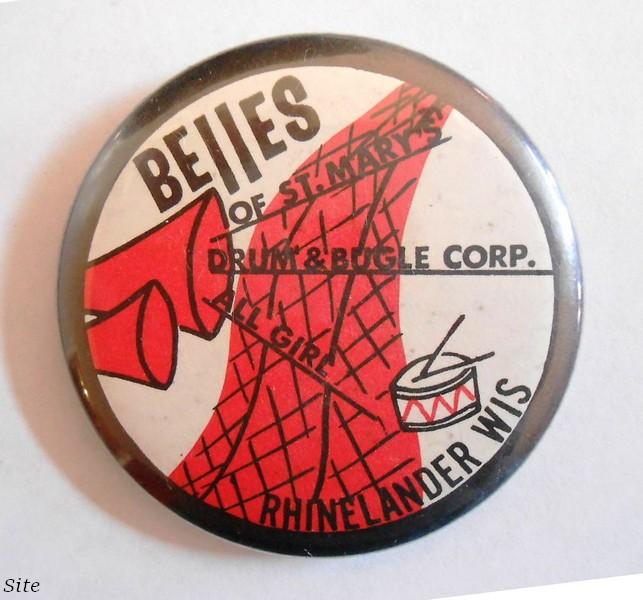 BEllES
OF ST. MARY'S
DRUM & BUGLE CORP.
ALL GIRL
RHINELANDER WIS
Site